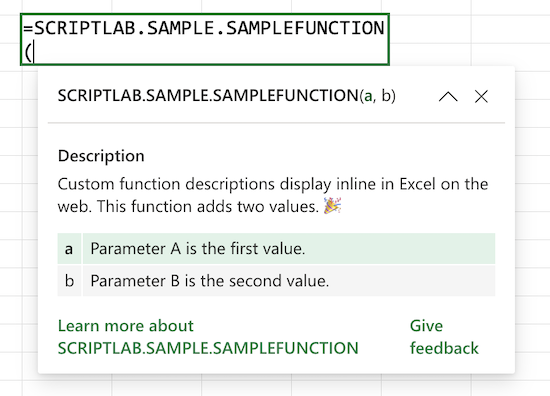 =SCRIPTLAB.SAMPLE.SAMPLEFUNCTION
(
SCRIPTLAB.SAMPLE.SAMPLEFUNCTION(a, b)
Description
Custom function descriptions display inline in Excel on the
web. This function adds two values. 🎉
a Parameter A is the first value.
b Parameter B is the second value.
Learn more about
SCRIPTLAB.SAMPLE.SAMPLEFUNCTION
Give
feedback